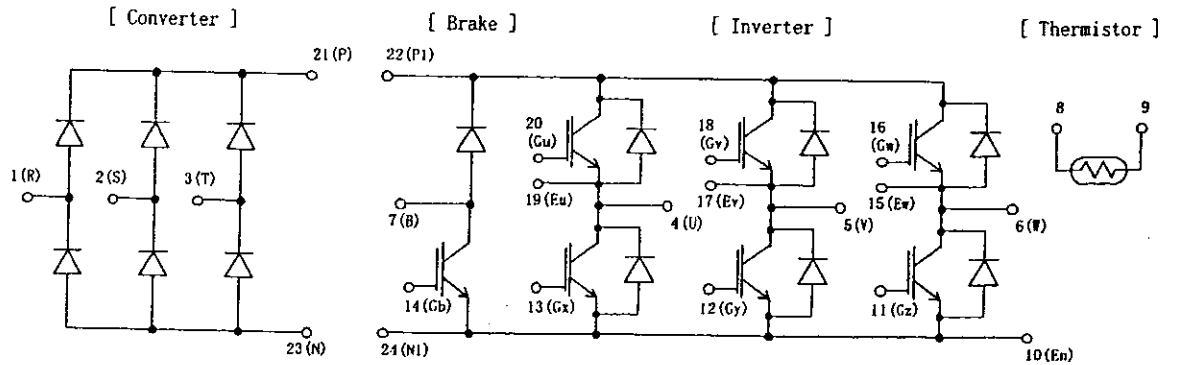 [ Converter ]
[ Brake ]
[ Inverter ]
[ Thermistor ]
21(P)
22(P1)
20
(Gu)
18
(Gv)
16
(Gw)
8
9
1(R)
2(S)
3(T)
19(Eu)
17(Ev)
15(Ew)
7(B)
4(U)
5(V)
6(W)
14(Gb)
13(Gx)
12(Gy)
11(Gz)
23(N)
24(N1)
10(En)